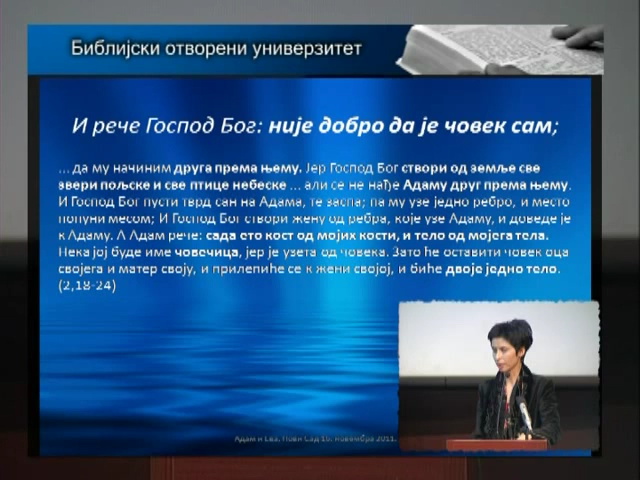 Библијски отворени универзитет
И рече Господ Бог: није добро да је човек сам;
... да му начиним друга према њему. Јер Господ Бог створи од земље све
звери пољске и све птице небеске ... али се не нађе Адаму друг према њему.
И Господ Бог пусти тврд сан на Адама, те заспа; па му узе једно ребро, и место
попуни месом; И Господ Бог створи жену од ребра, које узе Адаму, и доведе је
к Адаму. А Адам рече: сада ето кост од мојих кости, и тело од мојега тела.
Нека јој буде име човечица, јер је узета од човека. Зато ће оставити човек оца
својега и матер своју, и прилепиће се к жени својој, и биће двоје једно тело.
(2,18-24)
Адам и Ева, Нови Сад 16. новембра 2011.